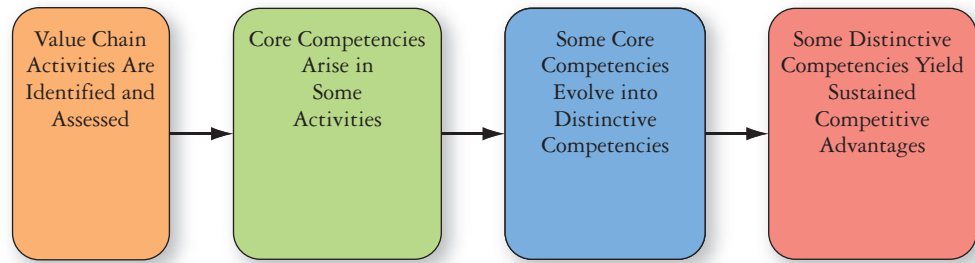 Value Chain
Activities Are
Identified and
Assessed
Core Competencies
Arise in
Some
Activities
Some Core
Competencies
Evolve into
Distinctive
Competencies
Some Distinctive
Competencies Yield
Sustained
Competitive
Advantages